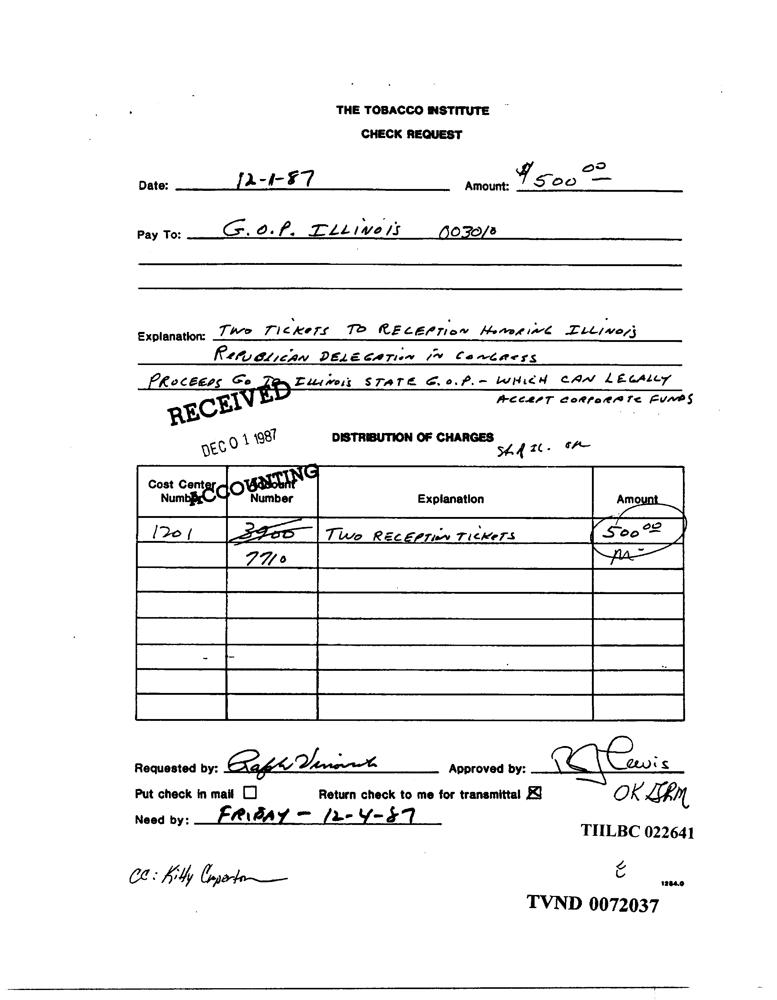 THE TOBACCO INSTITUTE
CHECK REQUEST
Date: 12-1-87 Amount: $500 00
Pay To: G.O.P. ILLINOIS 003010
Explanation: TWO TICKETS TO RECEPTION HONORING ILLINOIS
REPUBLICAN DELEGATION IN CONGRESS
PROCEEDS GO TO ILLINOIS STATE G.O.P. - WHICH CAN LEGALLY
ACCEPT CORPORATE FUNDS
RECEIVED
DEC 01 1987
ACCOUNTING
DISTRIBUTION OF CHARGES
Cost Center Number Account Number Explanation Amount
1201 3900 TWO RECEPTION TICKETS 500 00
7710
Requested by: Ralph Approved by: Lewis
Put check in mail ☐ Return check to me for transmittal ☒ OK
Need by: FRIDAY - 12-4-87
TIILBC 022641
CC: Kitty
1284.0
TVND 0072037